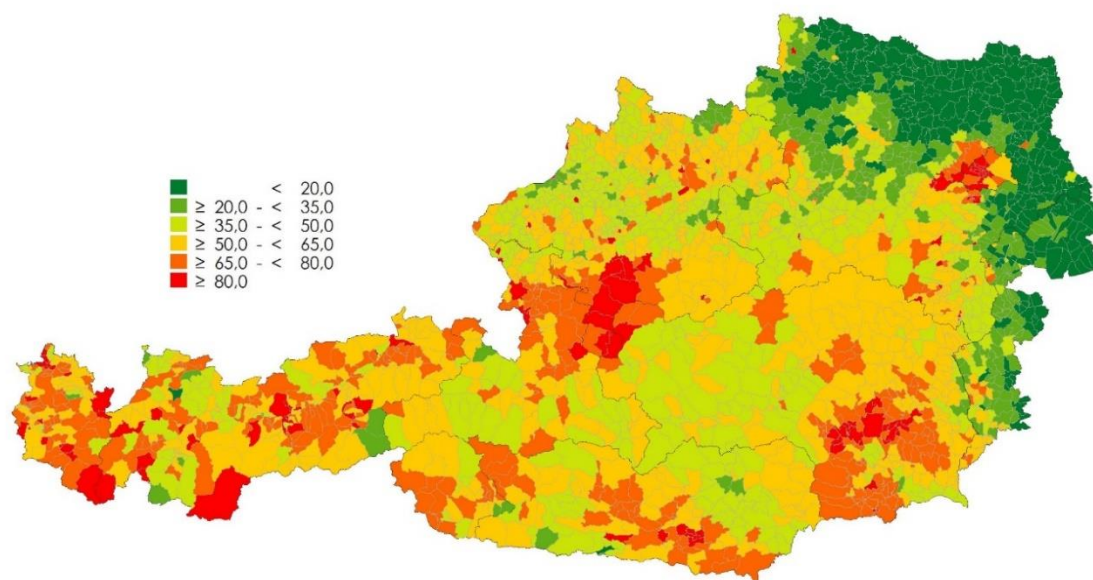 < 20,0
≥ 20,0 - < 35,0
≥ 35,0 - < 50,0
≥ 50,0 - < 65,0
≥ 65,0 - < 80,0
≥ 80,0